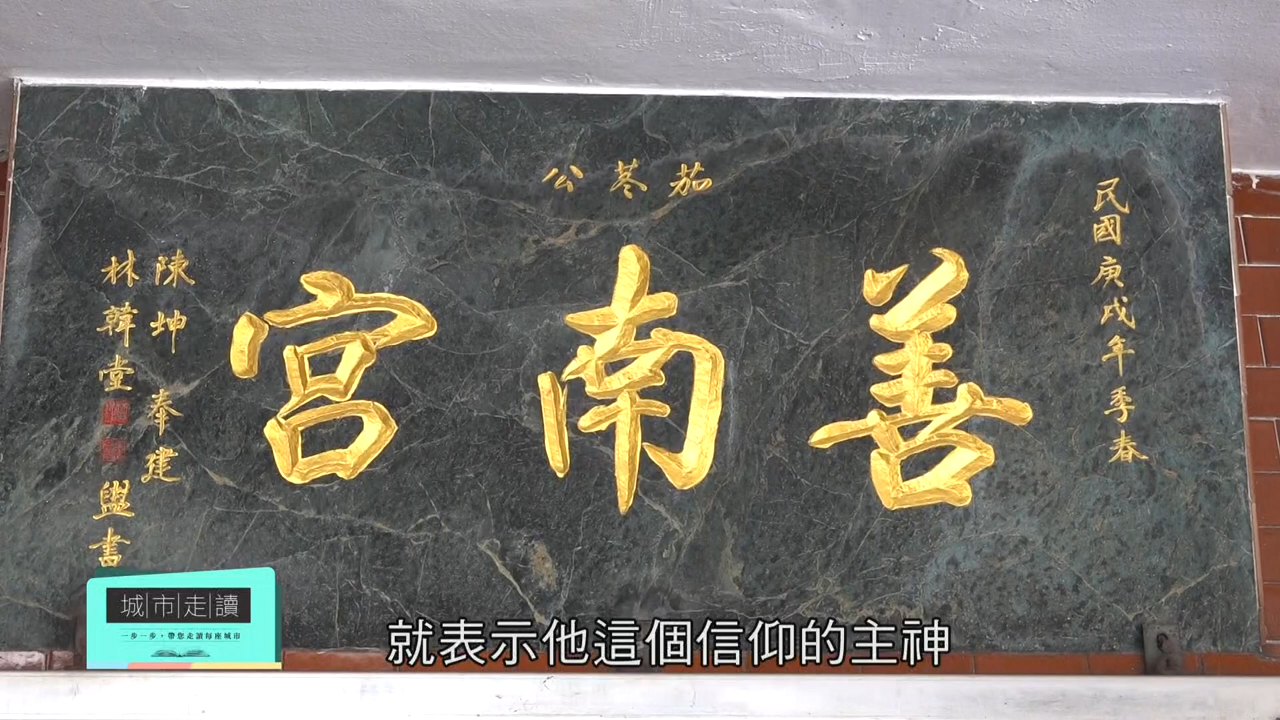 茄苳公
民國庚戌年季春
善南宮
陳坤 泰建
林韓堂 盥書
城市走讀
一步一步，帶您走讀每座城市
就表示他這個信仰的主神